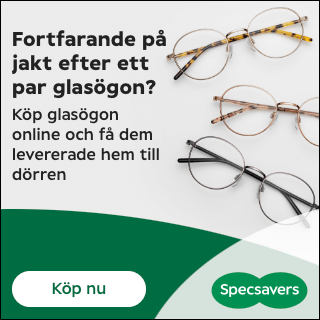 Fortfarande på
jakt efter ett
par glasögon?
Köp glasögon
online och få dem
levererade hem till
dörren
Köp nu
Specsavers